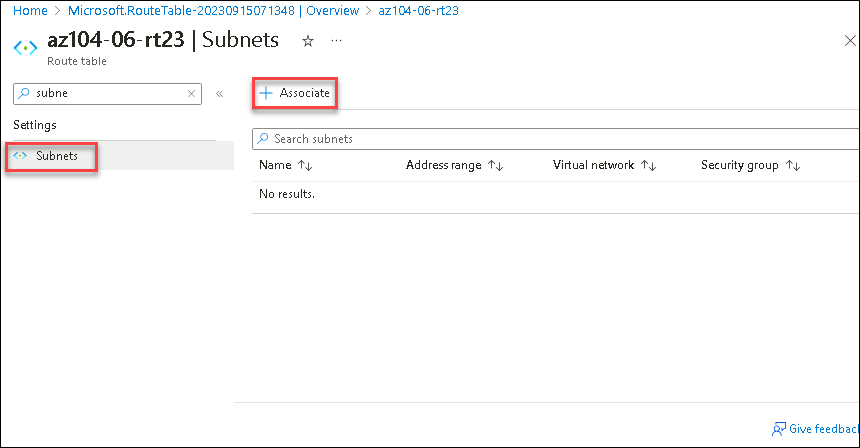 Home > Microsoft.RouteTable-20230915071348 | Overview > az104-06-rt23
az104-06-rt23 | Subnets
Route table
subne
Associate
Settings
Subnets
Search subnets
Name Address range Virtual network Security group
No results.
Give feedback